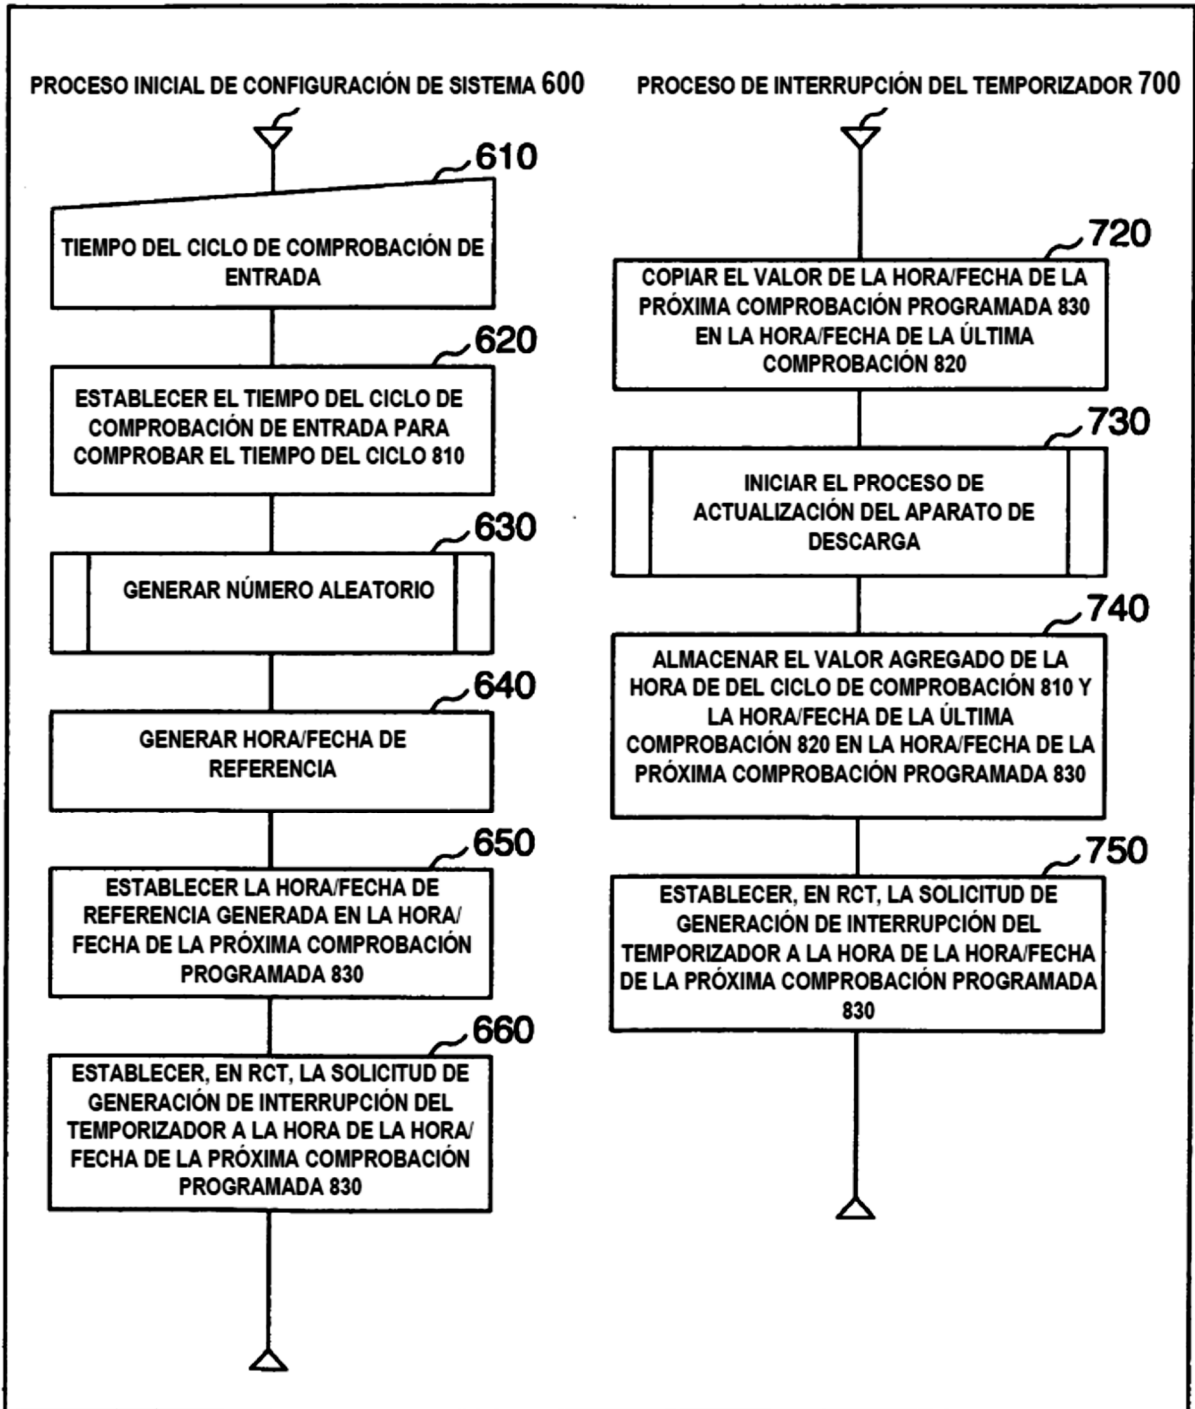 PROCESO INICIAL DE CONFIGURACIÓN DE SISTEMA 600
610
TIEMPO DEL CICLO DE COMPROBACIÓN DE
ENTRADA
620
ESTABLECER EL TIEMPO DEL CICLO DE
COMPROBACIÓN DE ENTRADA PARA
COMPROBAR EL TIEMPO DEL CICLO 810
630
GENERAR NÚMERO ALEATORIO
640
GENERAR HORA/FECHA DE
REFERENCIA
650
ESTABLECER LA HORA/FECHA DE
REFERENCIA GENERADA EN LA HORA/
FECHA DE LA PRÓXIMA COMPROBACIÓN
PROGRAMADA 830
660
ESTABLECER, EN RCT, LA SOLICITUD DE
GENERACIÓN DE INTERRUPCIÓN DEL
TEMPORIZADOR A LA HORA DE LA HORA/
FECHA DE LA PRÓXIMA COMPROBACIÓN
PROGRAMADA 830
PROCESO DE INTERRUPCIÓN DEL TEMPORIZADOR 700
720
COPIAR EL VALOR DE LA HORA/FECHA DE LA
PRÓXIMA COMPROBACIÓN PROGRAMADA 830
EN LA HORA/FECHA DE LA ÚLTIMA
COMPROBACIÓN 820
730
INICIAR EL PROCESO DE
ACTUALIZACIÓN DEL APARATO DE
DESCARGA
740
ALMACENAR EL VALOR AGREGADO DE LA
HORA DE DEL CICLO DE COMPROBACIÓN 810 Y
LA HORA/FECHA DE LA ÚLTIMA
COMPROBACIÓN 820 EN LA HORA/FECHA DE LA
PRÓXIMA COMPROBACIÓN PROGRAMADA 830
750
ESTABLECER, EN RCT, LA SOLICITUD DE
GENERACIÓN DE INTERRUPCIÓN DEL
TEMPORIZADOR A LA HORA DE LA HORA/FECHA
DE LA PRÓXIMA COMPROBACIÓN PROGRAMADA
830